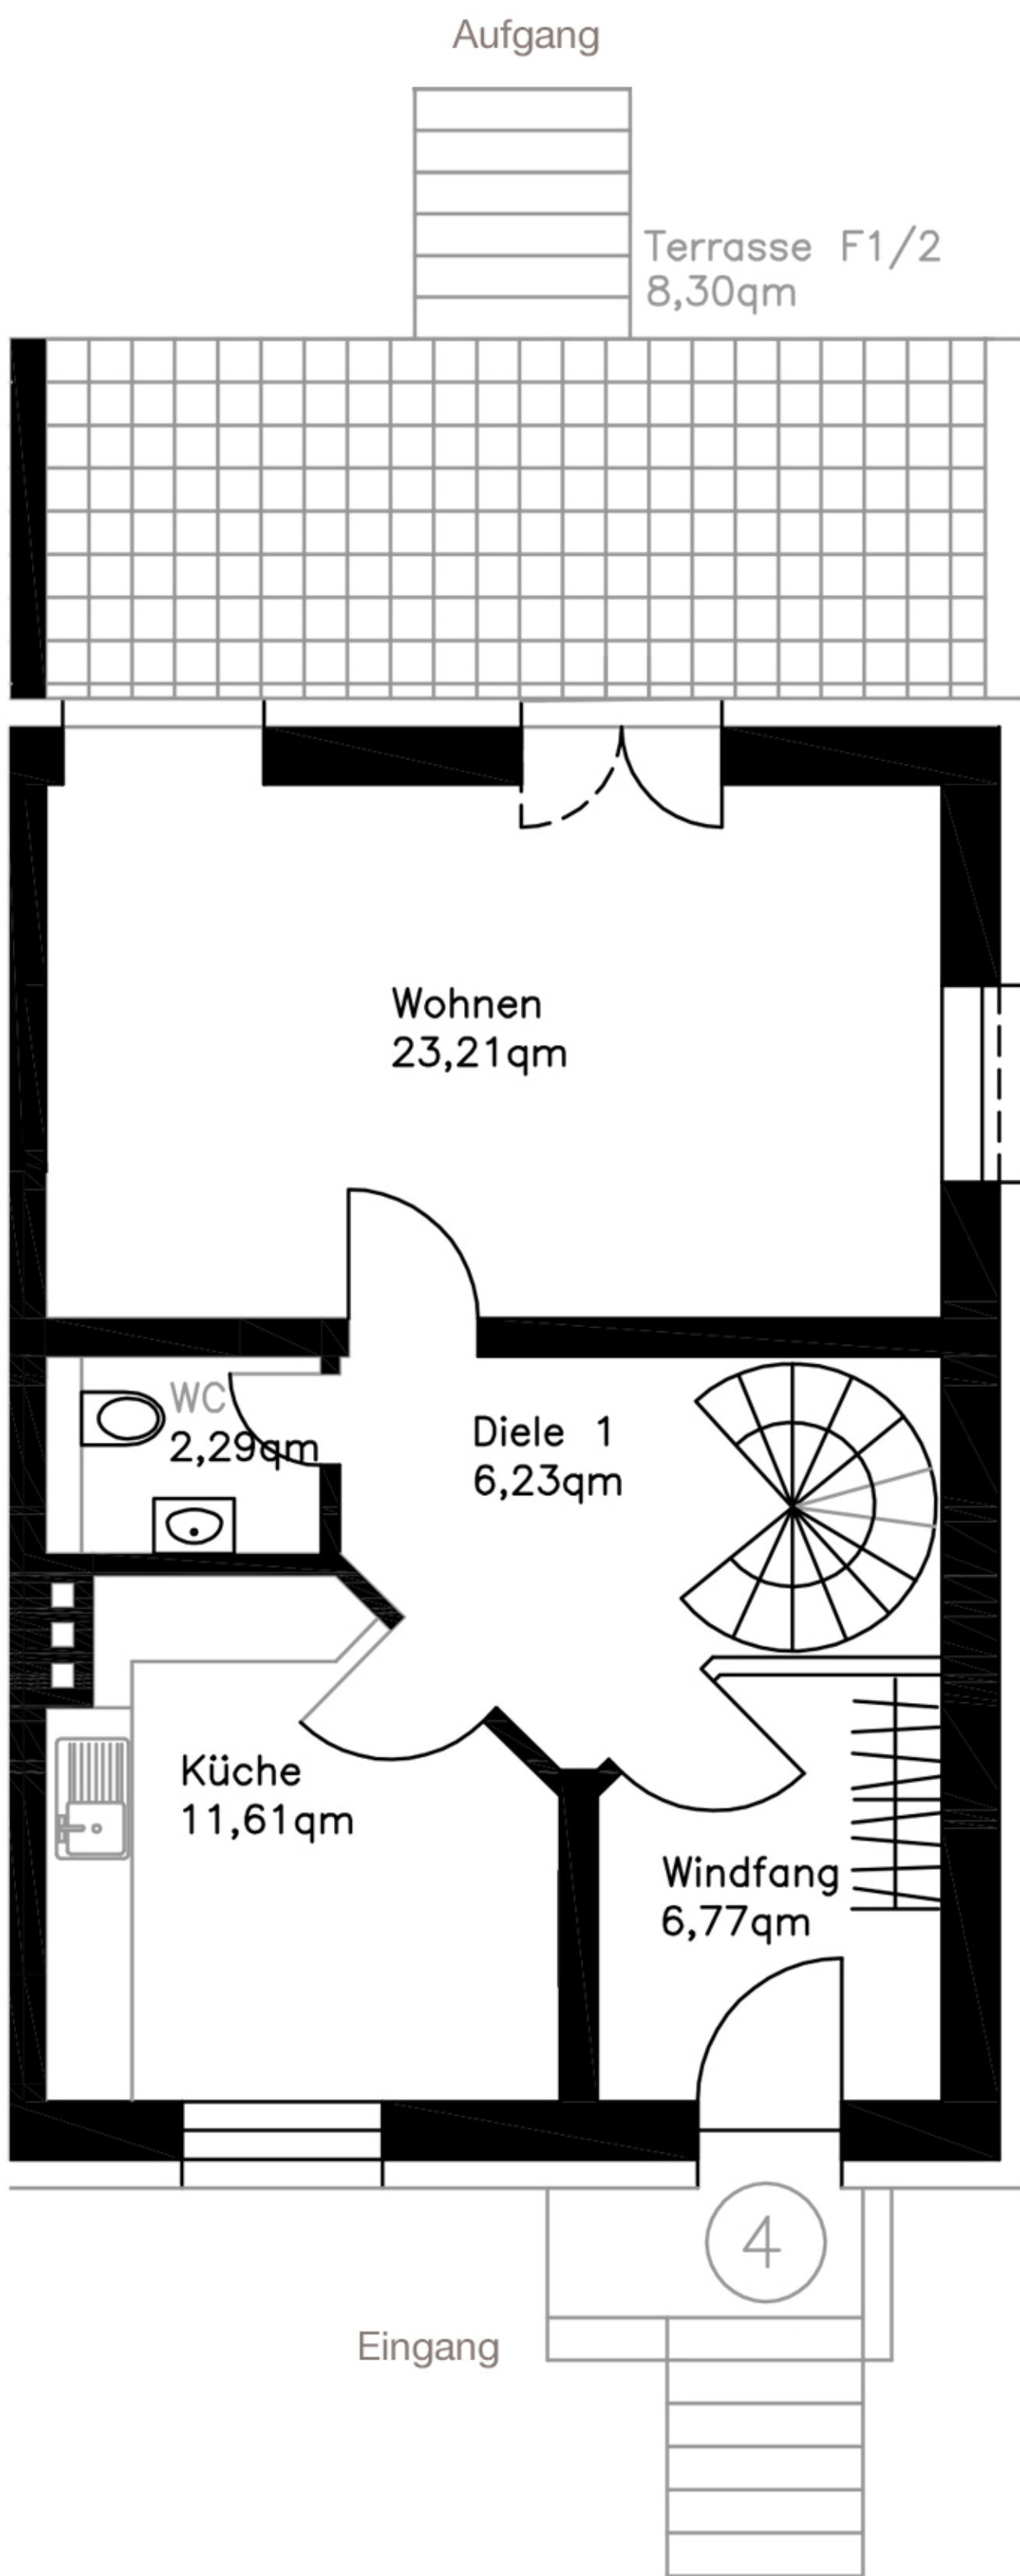 Aufgang
Terrasse F1/2
8,30qm
Wohnen
23,21qm
WC
2,29qm
Diele 1
6,23qm
Küche
11,61qm
Windfang
6,77qm
4
Eingang